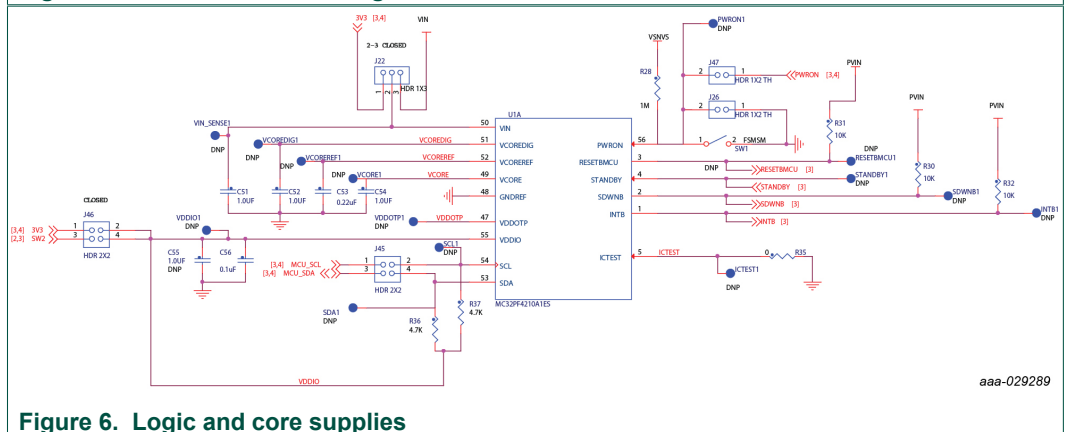 3V3 [3,4]
VIN
2-3 CLOSED
J22
HDR 1X3
1
2
3
VIN_SENSE1
DNP
VCOREDIG1
DNP
VCOREREF1
DNP
VCORE1
VCOREDIG
VCOREREF
VCORE
C51
1.0UF
C52
1.0UF
C53
0.22uF
C54
1.0UF
CLOSED
J46
[3,4] 3V3
[2,3] SW2
1
2
3
4
HDR 2X2
VDDIO1
DNP
C55
1.0UF
DNP
C56
0.1uF
VDDOTP1
DNP
VDDOTP
SCL1
DNP
J45
[3,4] MCU_SCL
[3,4] MCU_SDA
1
2
3
4
HDR 2X2
SDA1
DNP
R36
4.7K
R37
4.7K
VDDIO
U1A
50
VIN
51
VCOREDIG
52
VCOREREF
49
VCORE
48
GNDREF
47
VDDOTP
55
VDDIO
54
SCL
53
SDA
PWRON
56
RESETBMCU
3
STANDBY
4
SDWNB
2
INTB
1
ICTEST
5
MC32PF4210A1ES
VSNVS
R28
1M
PWRON1
DNP
J47
2
1
HDR 1X2 TH
PWRON [3,4]
J26
2
1
HDR 1X2 TH
1
2
FSMSM
SW1
PVIN
R31
10K
DNP
RESETBMCU1
DNP
RESETBMCU [3]
STANDBY1
DNP
STANDBY [3]
PVIN
R30
10K
SDWNB1
DNP
SDWNB [3]
PVIN
R32
10K
INTB1
DNP
INTB [3]
ICTEST
ICTEST1
DNP
0
R35
aaa-029289
Figure 6. Logic and core supplies